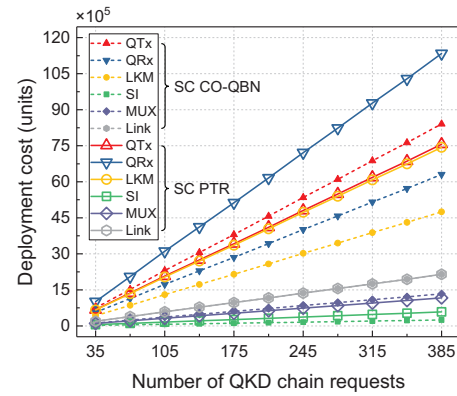 ×10⁵
120
105
90
75
60
45
30
15
0
Deployment cost (units)
QTx
QRx
LKM
SI
MUX
Link
SC CO-QBN
QTx
QRx
LKM
SI
MUX
Link
SC PTR
35
105
175
245
315
385
Number of QKD chain requests